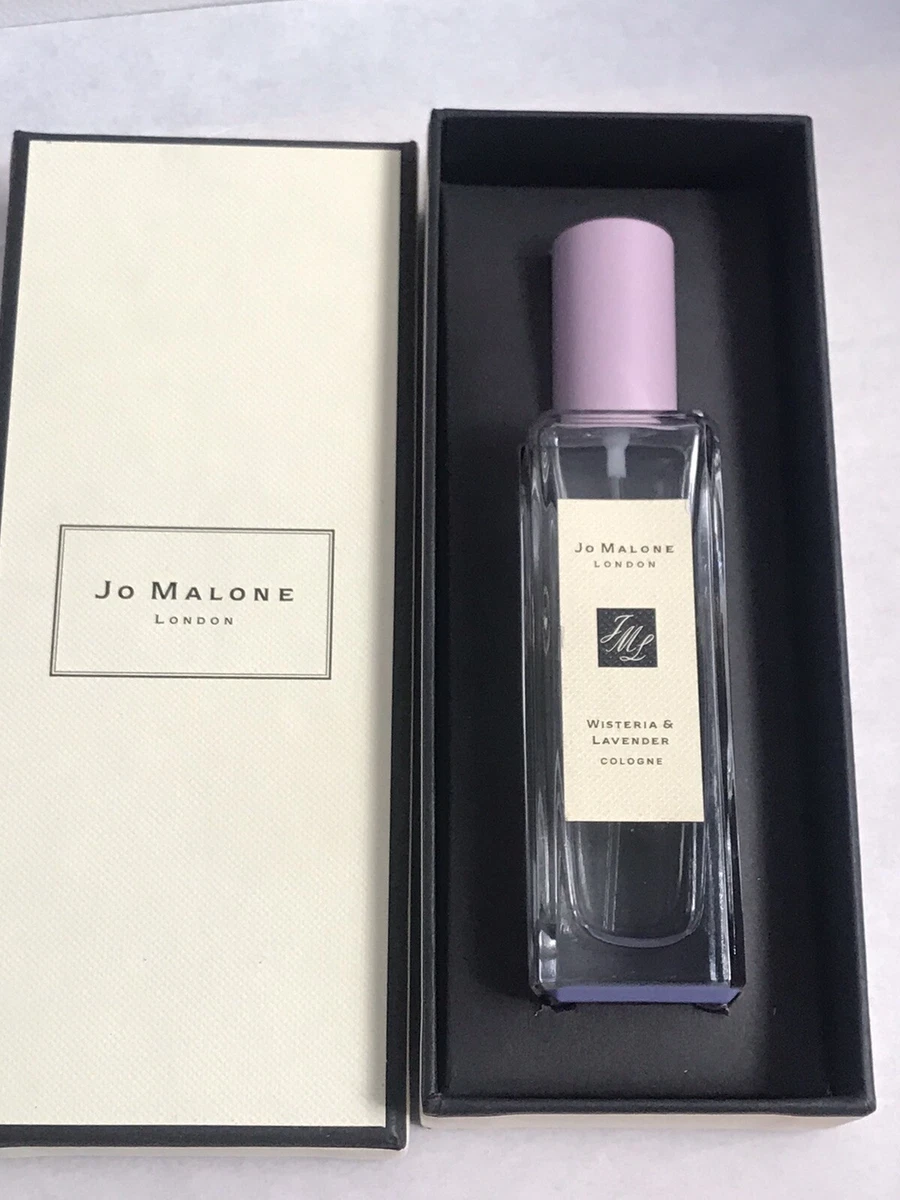 Jo Malone
London
Jo Malone
London
JML
Wisteria &
Lavender
Cologne